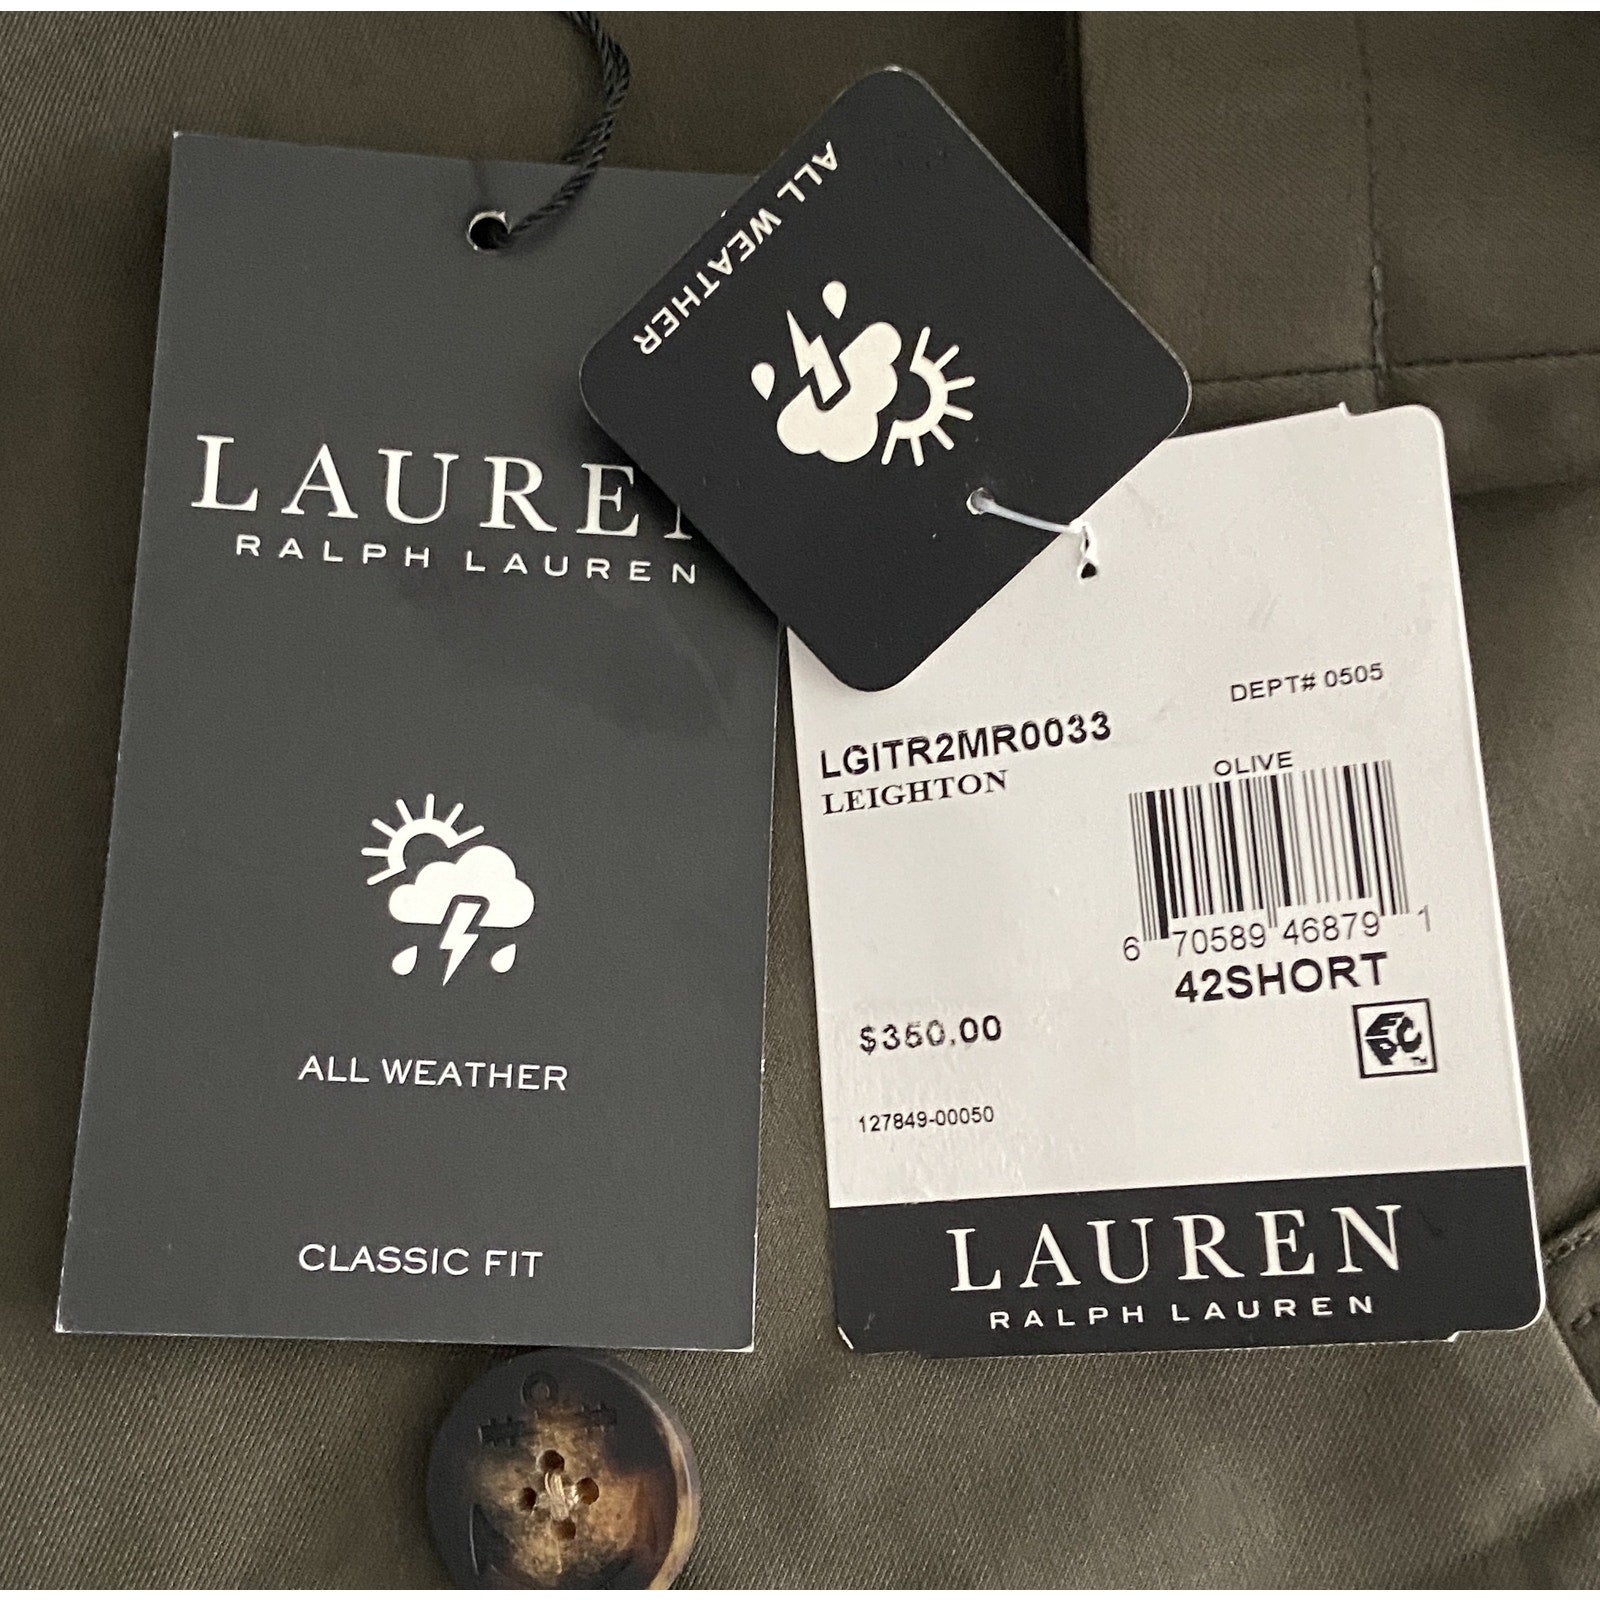 LAUREN
RALPH LAUREN
ALL WEATHER
CLASSIC FIT
ALL WEATHER
DEPT# 0505
LGITR2MR0033
LEIGHTON
OLIVE
6 70589 46879 1
42SHORT
$350.00
EPC™
127849-00050
LAUREN
RALPH LAUREN